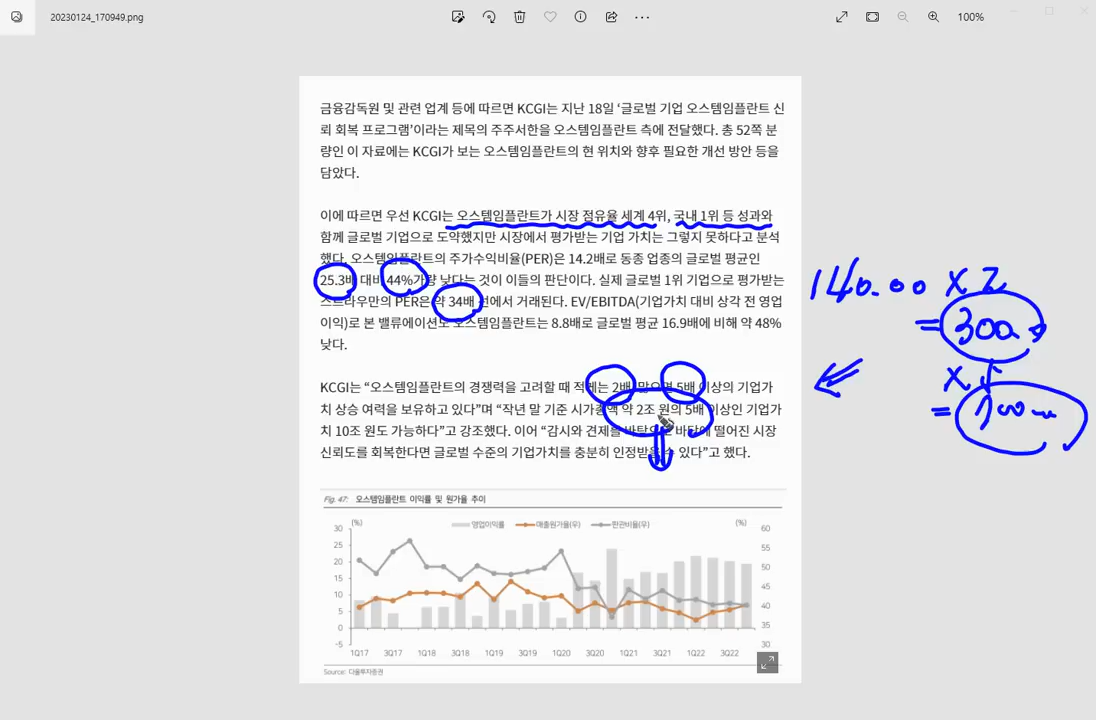 20230124_170949.png
100%
금융감독원 및 관련 업계 등에 따르면 KCGI는 지난 18일 '글로벌 기업 오스템임플란트 신
뢰 회복 프로그램'이라는 제목의 주주서한을 오스템임플란트 측에 전달했다. 총 52쪽 분
량인 이 자료에는 KCGI가 보는 오스템임플란트의 현 위치와 향후 필요한 개선 방안 등을
담았다.
이에 따르면 우선 KCGI는 오스템임플란트가 시장 점유율 세계 4위, 국내 1위 등 성과와
함께 글로벌 기업으로 도약했지만 시장에서 평가받는 기업 가치는 그렇지 못하다고 분석
했다. 오스템임플란트의 주가수익비율(PER)은 14.2배로 동종 업종의 글로벌 평균인
25.3배 대비 44%가량 낮다는 것이 이들의 판단이다. 실제 글로벌 1위 기업으로 평가받는
스트라우만의 PER은 약 34배 선에서 거래된다. EV/EBITDA(기업가치 대비 상각 전 영업
이익)로 본 밸류에이션도 오스템임플란트는 8.8배로 글로벌 평균 16.9배에 비해 약 48%
낮다.
140.00 X 2
= 300
X 5
=
KCGI는 "오스템임플란트의 경쟁력을 고려할 때 적게는 2배, 많으면 5배 이상의 기업가
치 상승 여력을 보유하고 있다"며 "작년 말 기준 시가총액 약 2조 원의 5배 이상인 기업가
치 10조 원도 가능하다"고 강조했다. 이어 "감시와 견제를 바탕으로 바닥에 떨어진 시장
신뢰도를 회복한다면 글로벌 수준의 기업가치를 충분히 인정받을 수 있다"고 했다.
Fig. 47: 오스템임플란트 이익률 및 원가율 추이
(%) 영업이익률 매출원가율(우) 판관비율(우) (%)
30 60
25 55
20 50
15 45
10 40
5 35
0 30
-5
1Q17 3Q17 1Q18 3Q18 1Q19 3Q19 1Q20 3Q20 1Q21 3Q21 1Q22 3Q22
Source: 다올투자증권